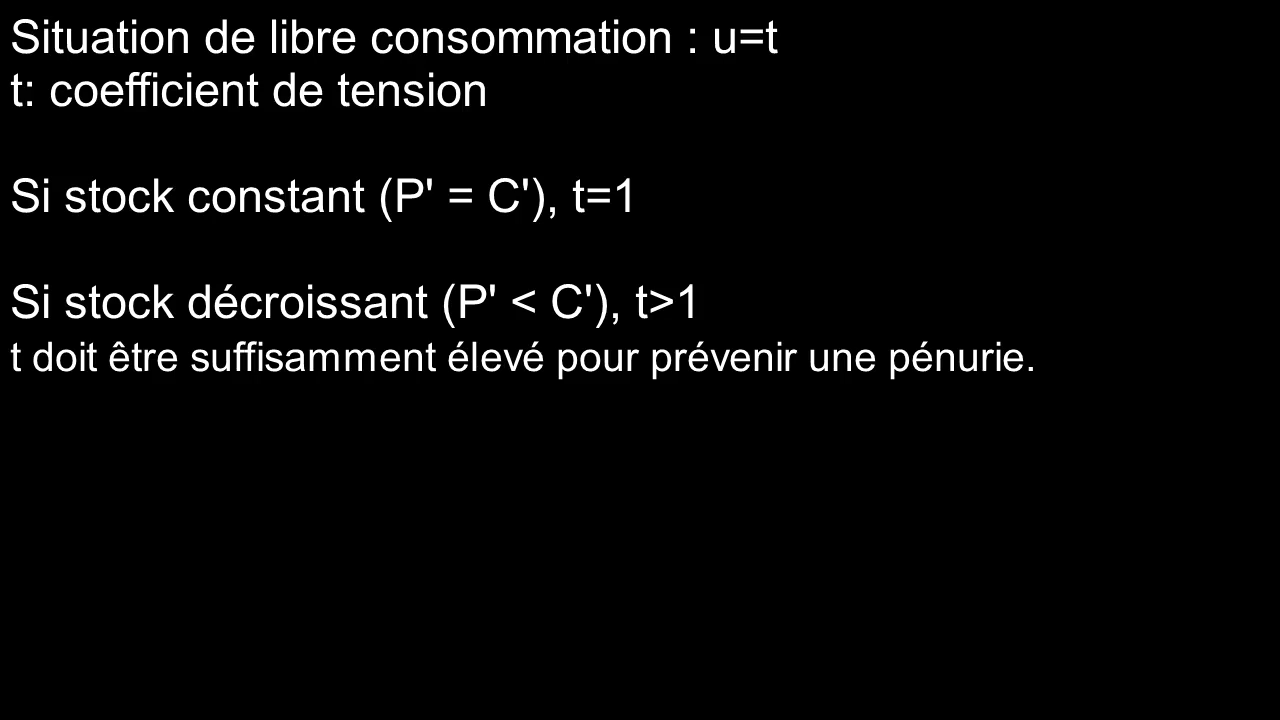 Situation de libre consommation : u=t
t: coefficient de tension
Si stock constant (P' = C'), t=1
Si stock décroissant (P' < C'), t>1
t doit être suffisamment élevé pour prévenir une pénurie.